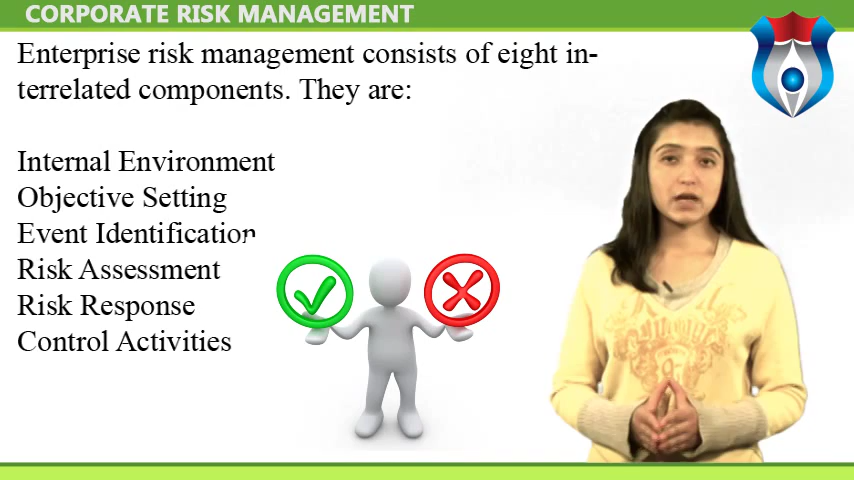 CORPORATE RISK MANAGEMENT
Enterprise risk management consists of eight in-
terrelated components. They are:
Internal Environment
Objective Setting
Event Identification
Risk Assessment
Risk Response
Control Activities